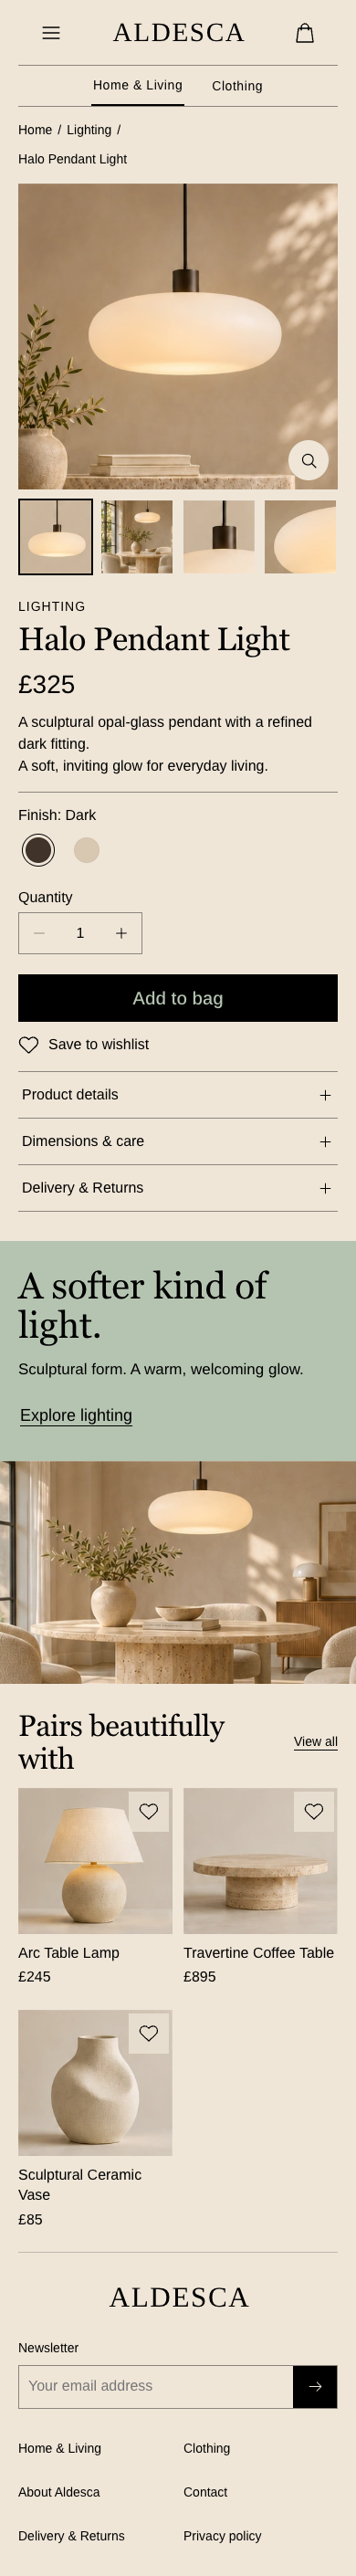 ALDESCA
Home & Living
Clothing
Home / Lighting /
Halo Pendant Light
LIGHTING
Halo Pendant Light
£325
A sculptural opal-glass pendant with a refined
dark fitting.
A soft, inviting glow for everyday living.
Finish: Dark
Quantity
1
Add to bag
Save to wishlist
Product details
Dimensions & care
Delivery & Returns
A softer kind of
light.
Sculptural form. A warm, welcoming glow.
Explore lighting
Pairs beautifully
with
View all
Arc Table Lamp
£245
Travertine Coffee Table
£895
Sculptural Ceramic
Vase
£85
ALDESCA
Newsletter
Your email address
Home & Living
Clothing
About Aldesca
Contact
Delivery & Returns
Privacy policy